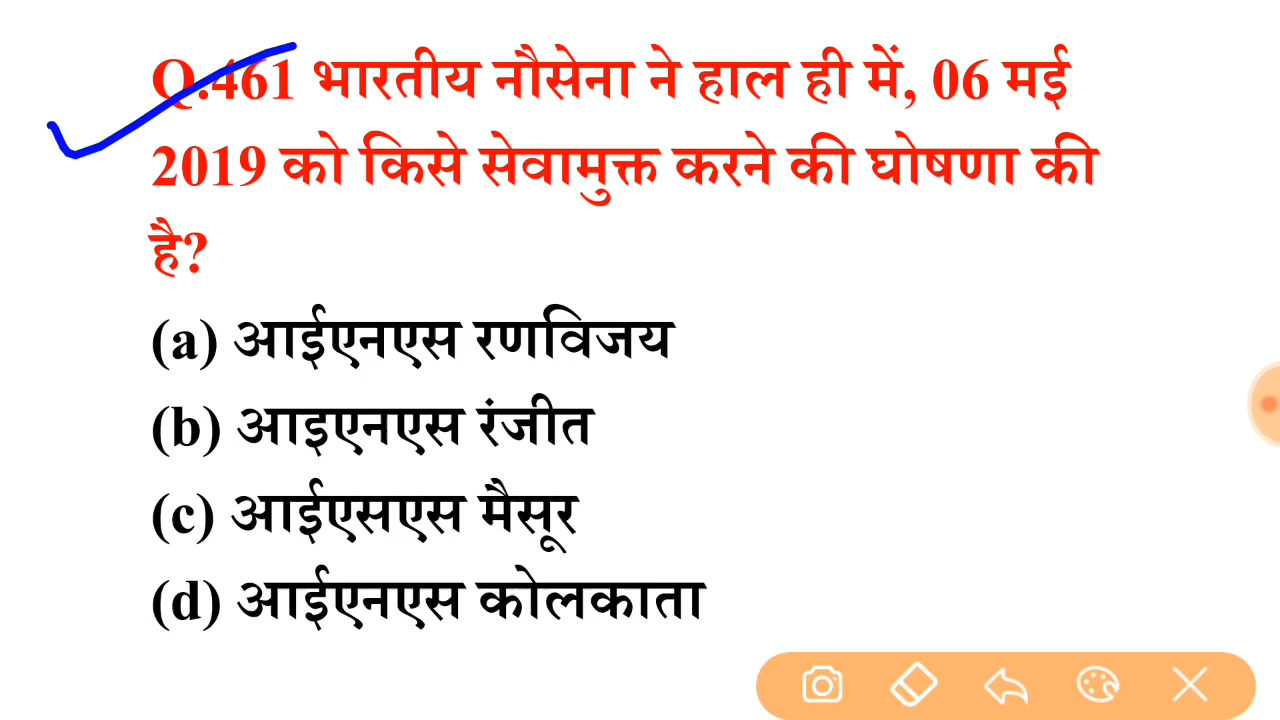 Q.461 भारतीय नौसेना ने हाल ही में, 06 मई
2019 को किसे सेवामुक्त करने की घोषणा की
है?
(a) आईएनएस रणविजय
(b) आइएनएस रंजीत
(c) आईएसएस मैसूर
(d) आईएनएस कोलकाता